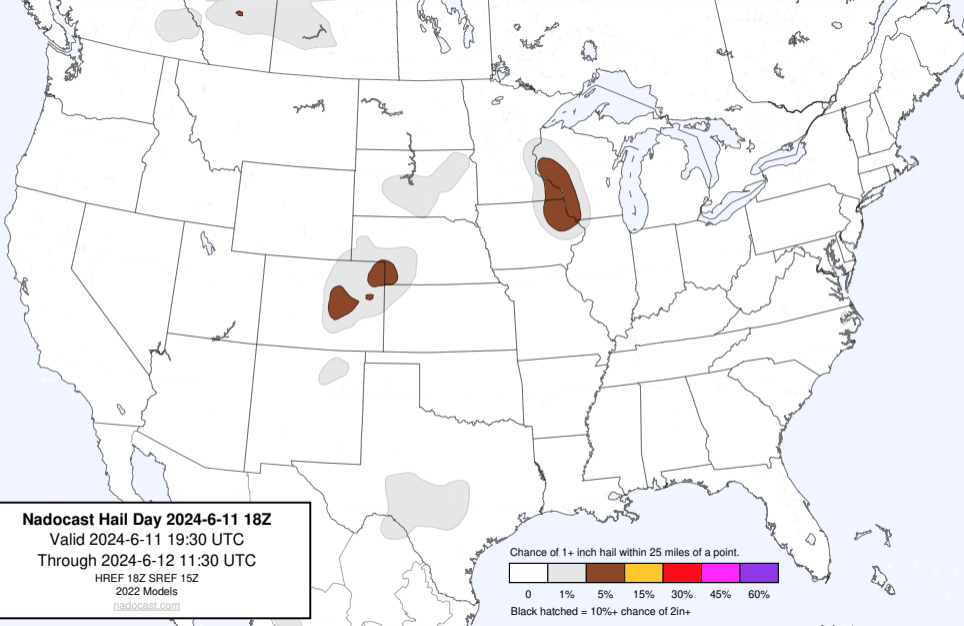 Nadocast Hail Day 2024-6-11 18Z
Valid 2024-6-11 19:30 UTC
Through 2024-6-12 11:30 UTC
HREF 18Z SREF 15Z
2022 Models
nadocast.com
Chance of 1+ inch hail within 25 miles of a point.
0 1% 5% 15% 30% 45% 60%
Black hatched = 10%+ chance of 2in+